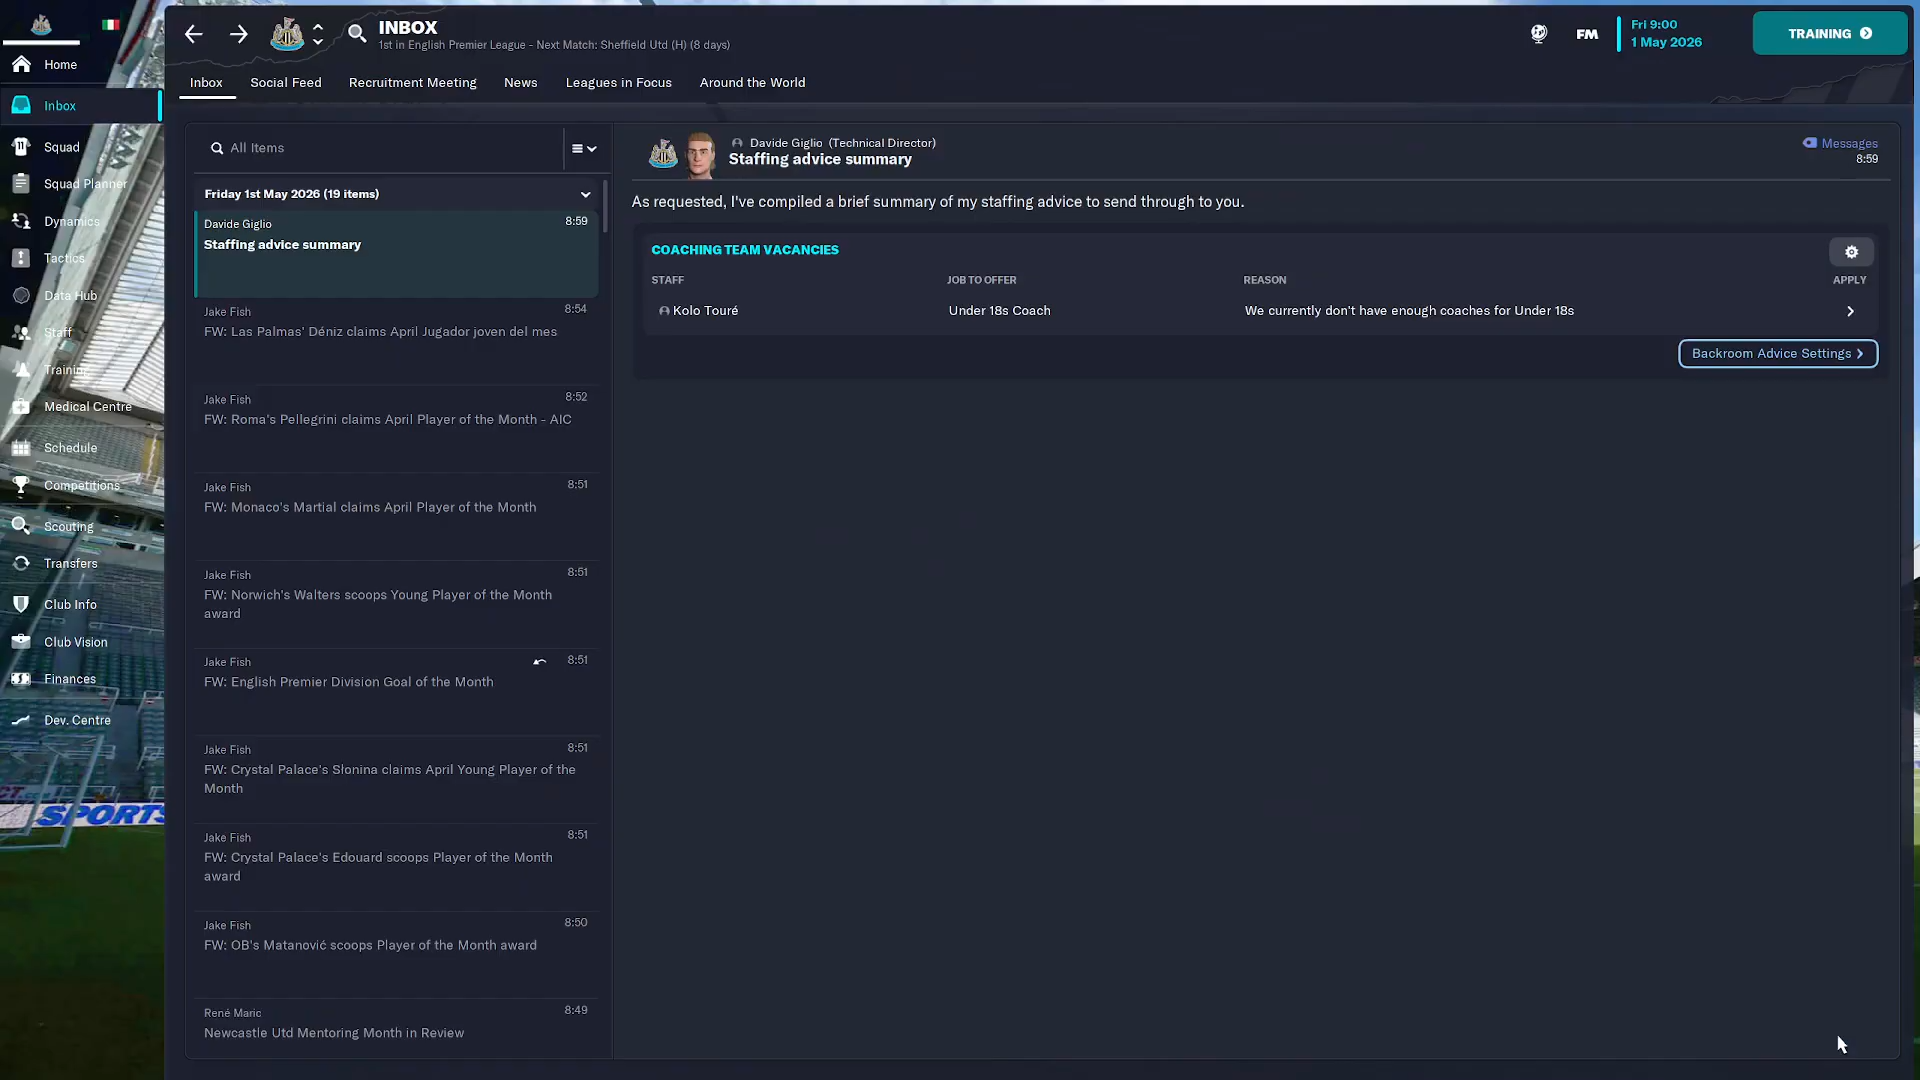 INBOX
1st in English Premier League - Next Match: Sheffield Utd (H) (8 days)
FM
Fri 9:00
1 May 2026
TRAINING
Home
Inbox
Squad
Squad Planner
Dynamics
Tactics
Data Hub
Staff
Training
Medical Centre
Schedule
Competitions
Scouting
Transfers
Club Info
Club Vision
Finances
Dev. Centre
SPORTS
Inbox
Social Feed
Recruitment Meeting
News
Leagues in Focus
Around the World
All Items
Friday 1st May 2026 (19 items)
Davide Giglio
8:59
Staffing advice summary
Jake Fish
8:54
FW: Las Palmas' Déniz claims April Jugador joven del mes
Jake Fish
8:52
FW: Roma's Pellegrini claims April Player of the Month - AIC
Jake Fish
8:51
FW: Monaco's Martial claims April Player of the Month
Jake Fish
8:51
FW: Norwich's Walters scoops Young Player of the Month
award
Jake Fish
8:51
FW: English Premier Division Goal of the Month
Jake Fish
8:51
FW: Crystal Palace's Slonina claims April Young Player of the
Month
Jake Fish
8:51
FW: Crystal Palace's Edouard scoops Player of the Month
award
Jake Fish
8:50
FW: OB's Matanović scoops Player of the Month award
René Maric
8:49
Newcastle Utd Mentoring Month in Review
Davide Giglio (Technical Director)
Staffing advice summary
Messages
8:59
As requested, I've compiled a brief summary of my staffing advice to send through to you.
COACHING TEAM VACANCIES
STAFF
JOB TO OFFER
REASON
APPLY
Kolo Touré
Under 18s Coach
We currently don't have enough coaches for Under 18s
Backroom Advice Settings